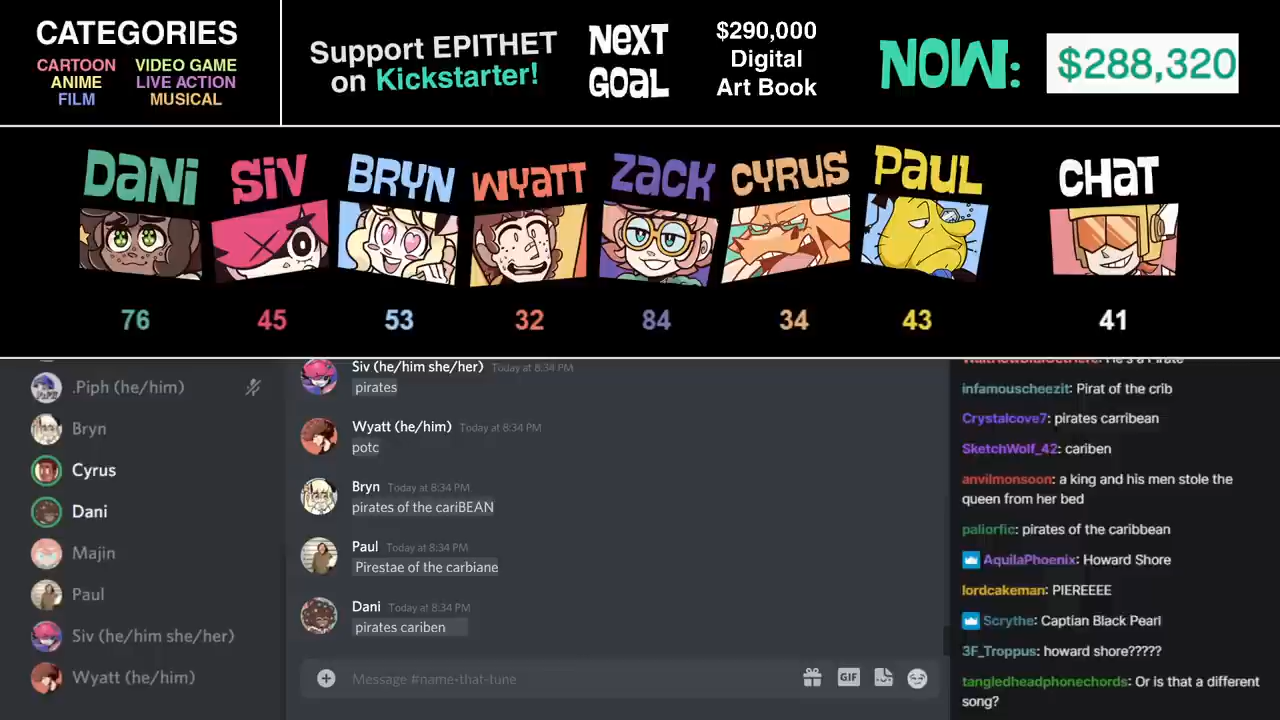 CATEGORIES
CARTOON
ANIME
FILM
VIDEO GAME
LIVE ACTION
MUSICAL
Support EPITHET
on Kickstarter!
NEXT
GOAL
$290,000
Digital
Art Book
NOW:
$288,320
DANI
SIV
BRYN
WYATT
ZACK
CYRUS
PAUL
CHAT
76
45
53
32
84
34
43
41
.Piph (he/him)
Bryn
Cyrus
Dani
Majin
Paul
Siv (he/him she/her)
Wyatt (he/him)
Siv (he/him she/her) Today at 8:34 PM
pirates
Wyatt (he/him) Today at 8:34 PM
potc
Bryn Today at 8:34 PM
pirates of the cariBEAN
Paul Today at 8:34 PM
Pirestae of the carbiane
Dani Today at 8:34 PM
pirates cariben
Message #name-that-tune
GIF
He's a Pirate
infamouscheezit: Pirat of the crib
Crystalcove7: pirates carribean
SketchWolf_42: cariben
anvilmonsoon: a king and his men stole the
queen from her bed
paliorfic: pirates of the caribbean
AquilaPhoenix: Howard Shore
lordcakeman: PIEREEEE
Scrythe: Captian Black Pearl
3F_Troppus: howard shore?????
tangledheadphonechords: Or is that a different
song?